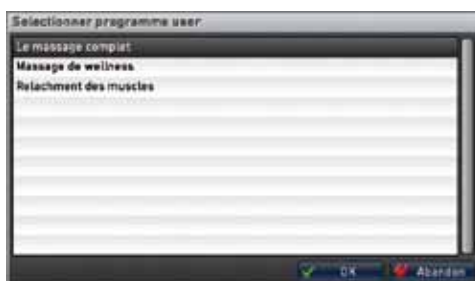 Selectionner programme user
Le massage complet
Massage de wellness
Relachment des muscles
OK
Abandon